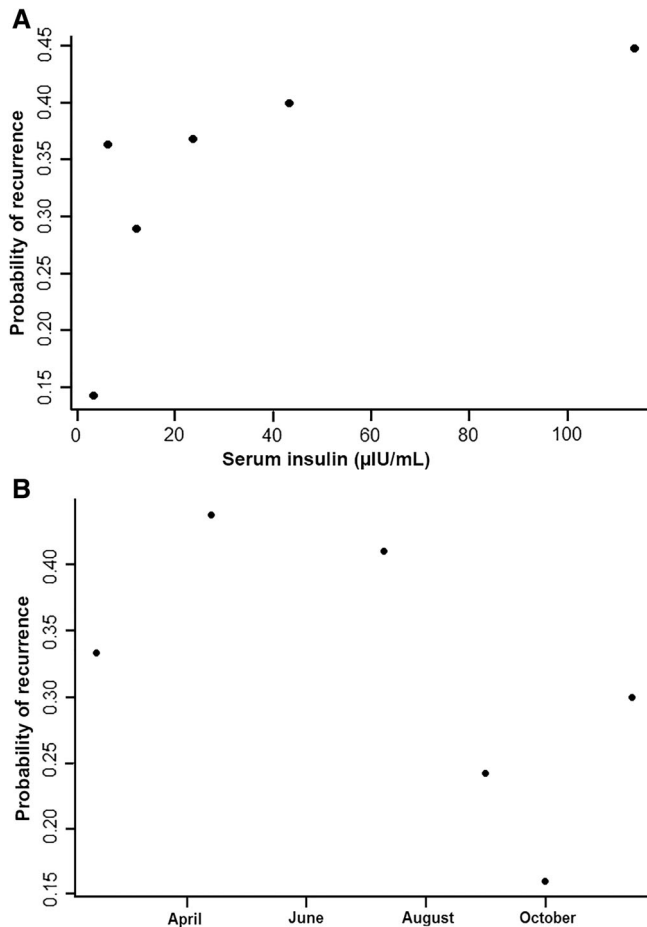 A
Probability of recurrence
0.45
0.40
0.35
0.30
0.25
0.20
0.15
0 20 40 60 80 100
Serum insulin (µIU/mL)
B
Probability of recurrence
0.40
0.35
0.30
0.25
0.20
0.15
April June August October